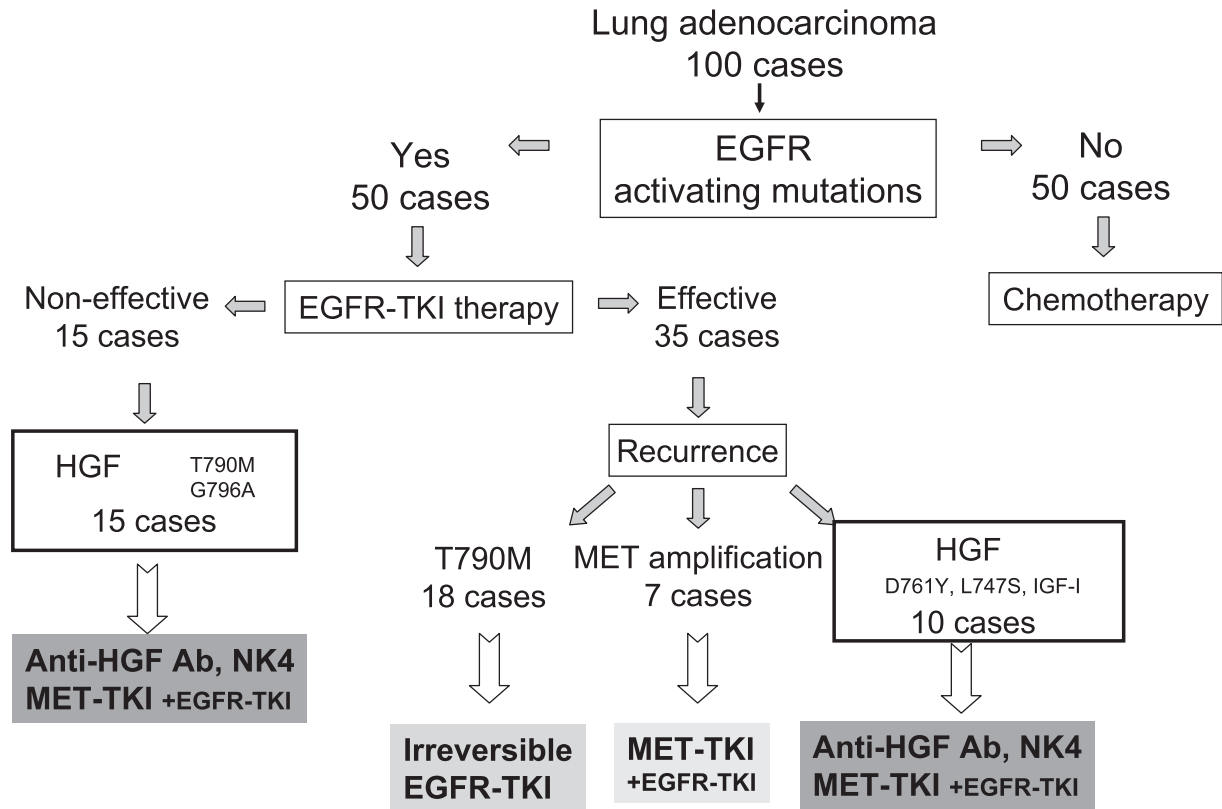 Lung adenocarcinoma
100 cases
EGFR
activating mutations
Yes
50 cases
No
50 cases
Non-effective
15 cases
EGFR-TKI therapy
Effective
35 cases
Chemotherapy
HGF
T790M
G796A
15 cases
Recurrence
T790M
18 cases
MET amplification
7 cases
HGF
D761Y, L747S, IGF-I
10 cases
Anti-HGF Ab, NK4
MET-TKI +EGFR-TKI
Irreversible
EGFR-TKI
MET-TKI
+EGFR-TKI
Anti-HGF Ab, NK4
MET-TKI +EGFR-TKI